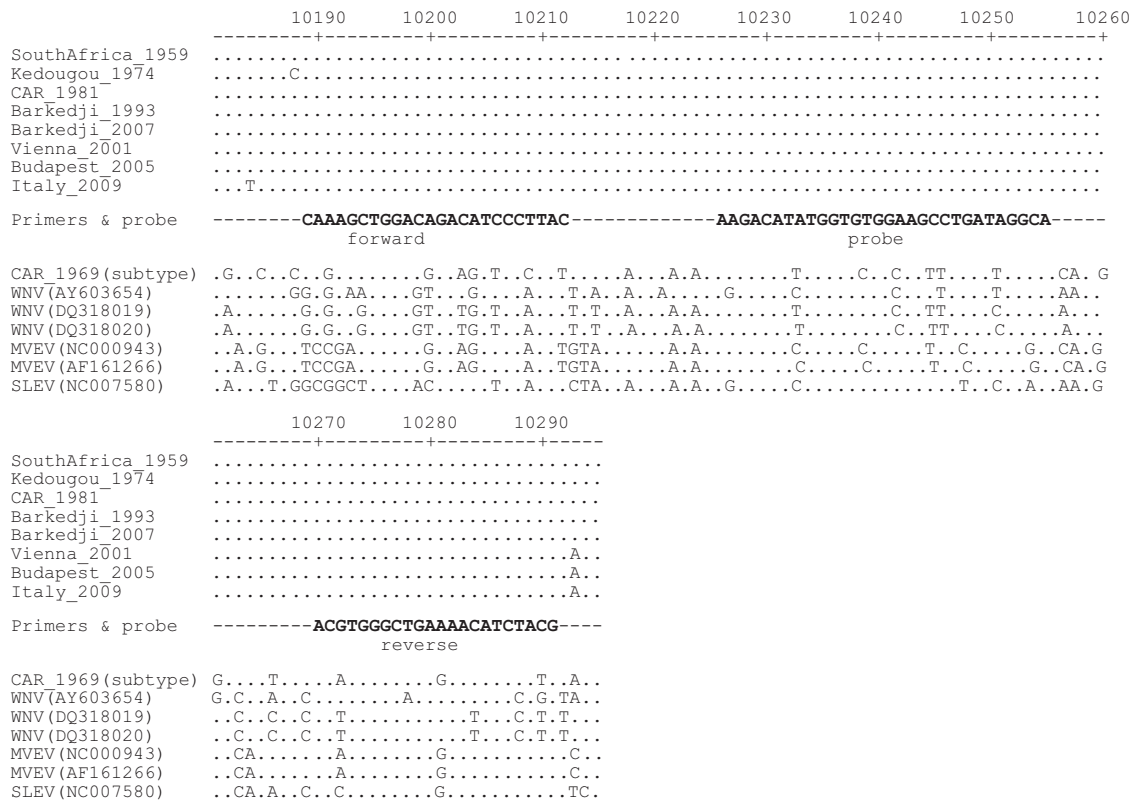 10190 10200 10210 10220 10230 10240 10250 10260
---------+---------+---------+---------+---------+---------+---------+---------+
SouthAfrica_1959 ................................................................................
Kedougou_1974 .......C........................................................................
CAR_1981 ................................................................................
Barkedji_1993 ................................................................................
Barkedji_2007 ................................................................................
Vienna_2001 ................................................................................
Budapest_2005 ................................................................................
Italy_2009 ...T............................................................................
Primers & probe --------CAAAGCTGGACAGACATCCCTTAC-------------AAGACATATGGTGTGGAAGCCTGATAGGCA-----
forward probe
CAR_1969(subtype) .G..C..C..G........G..AG.T..C..T.....A...A.A........T.....C..C..TT...T.....CA. G
WNV(AY603654) .......GG.G.AA....GT...G....A...T.A..A..A.....G.....C........C...T....T.....AA..
WNV(DQ318019) .A......G.G..G....GT..TG.T..A...T.T..A...A.A........T........C..TT....C.....A...
WNV(DQ318020) .A......G.G..G....GT..TG.T..A...T.T..A...A.A........T........C..TT...C.....A...
MVEV(NC000943) ..A.G...TCCGA......G..AG....A..TGTA......A.A........C.....C.....T..C.....G..CA.G
MVEV(AF161266) ..A.G...TCCGA......G..AG....A..TGTA......A.A........C.....C.....T..C.....G..CA.G
SLEV(NC007580) .A...T.GGCGGCT....AC.....T..A...CTA..A...A.A..G.....C..............T..C..A..AA.G
10270 10280 10290
---------+---------+---------+-----
SouthAfrica_1959 ...................................
Kedougou_1974 ...................................
CAR_1981 ...................................
Barkedji_1993 ...................................
Barkedji_2007 ...................................
Vienna_2001 ................................A..
Budapest_2005 ................................A..
Italy_2009 ................................A..
Primers & probe ---------ACGTGGGCTGAAAACATCTACG----
reverse
CAR_1969(subtype) G....T.....A........G........T..A..
WNV(AY603654) G.C..A..C........A.........C.G.TA..
WNV(DQ318019) ..C..C..C..T...........T...C.T.T...
WNV(DQ318020) ..C..C..C..T...........T...C.T.T...
MVEV(NC000943) ..CA.......A........G...........C..
MVEV(AF161266) ..CA.......A........G...........C..
SLEV(NC007580) ..CA.A..C..C........G...........TC.